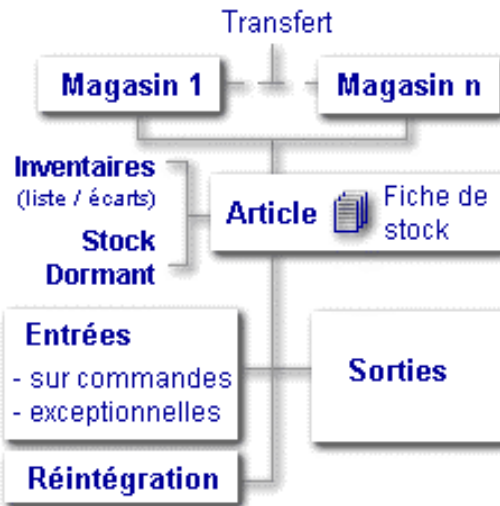 Transfert
Magasin 1
Magasin n
Inventaires
(liste / écarts)
Stock
Dormant
Article
Fiche de
stock
Entrées
- sur commandes
- exceptionnelles
Sorties
Réintégration